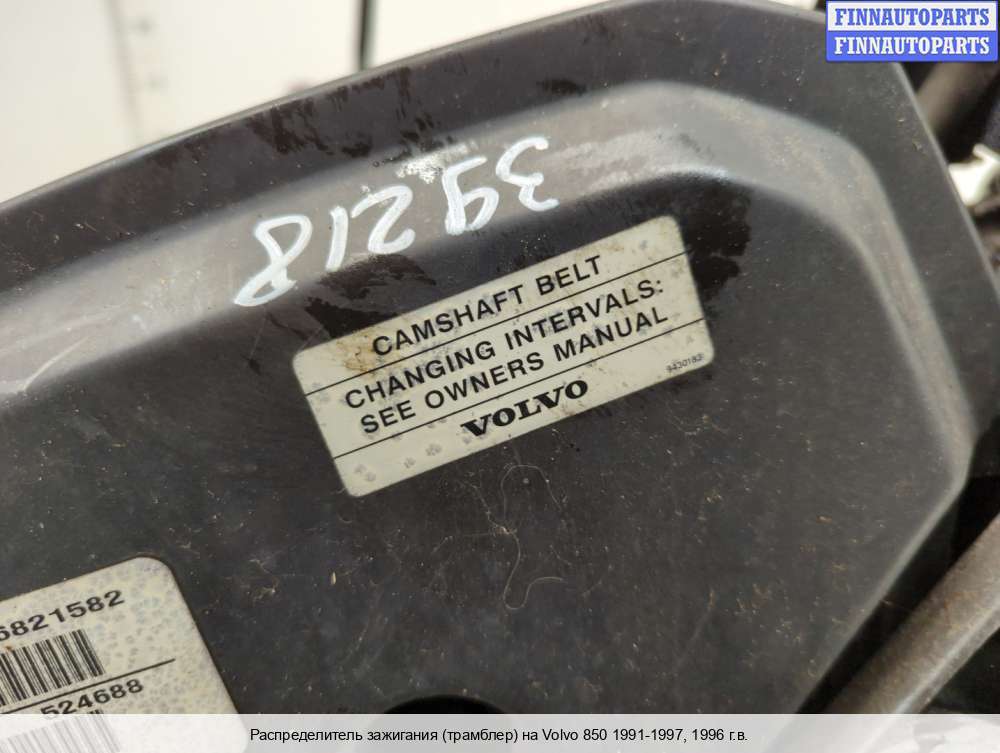 FINNAUTOPARTS
FINNAUTOPARTS
39218
CAMSHAFT BELT
CHANGING INTERVALS:
SEE OWNERS MANUAL
9430183
VOLVO
6821582
524688
Распределитель зажигания (трамблер) на Volvo 850 1991-1997, 1996 г.в.